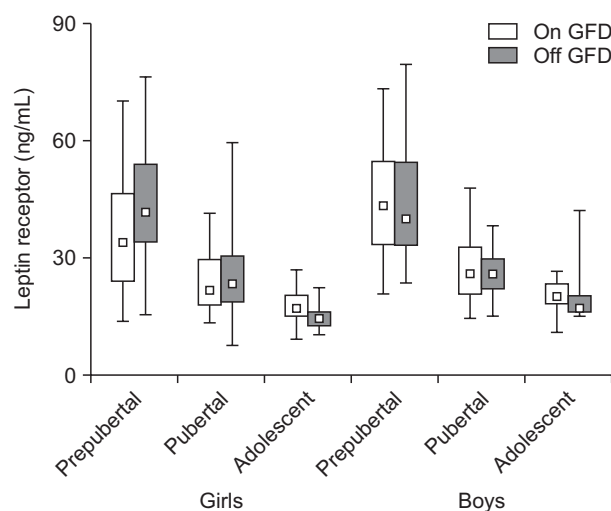 90
60
30
0
Leptin receptor (ng/mL)
On GFD
Off GFD
Prepubertal
Pubertal
Adolescent
Prepubertal
Pubertal
Adolescent
Girls
Boys